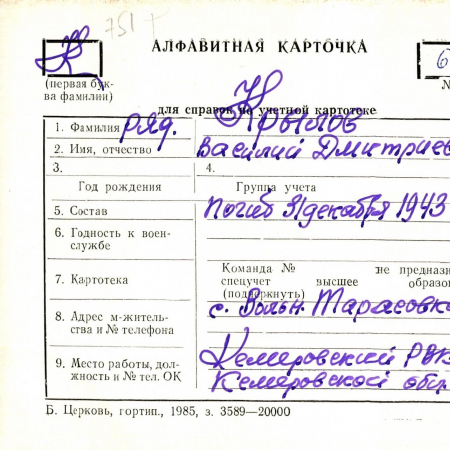 751
К
АЛФАВИТНАЯ КАРТОЧКА
6
(первая бук-
ва фамилии)
№
для справок по учетной картотеке
1. Фамилия ряд. Крылов
2. Имя, отчество Василий Дмитриев
3.
4.
Год рождения
Группа учета
5. Состав погиб 31 декабря 1943
6. Годность к воен-
службе
Команда № не предназн
7. Картотека
спецучет высшее образо
(подчеркнуть)
8. Адрес м-житель-
ства и № телефона
с. Вольн. Тарасовка
9. Место работы, дол-
жность и № тел. ОК
Кемеровский РВК
Кемеровской обл.
Б. Церковь, гортип., 1985, з. 3589—20000